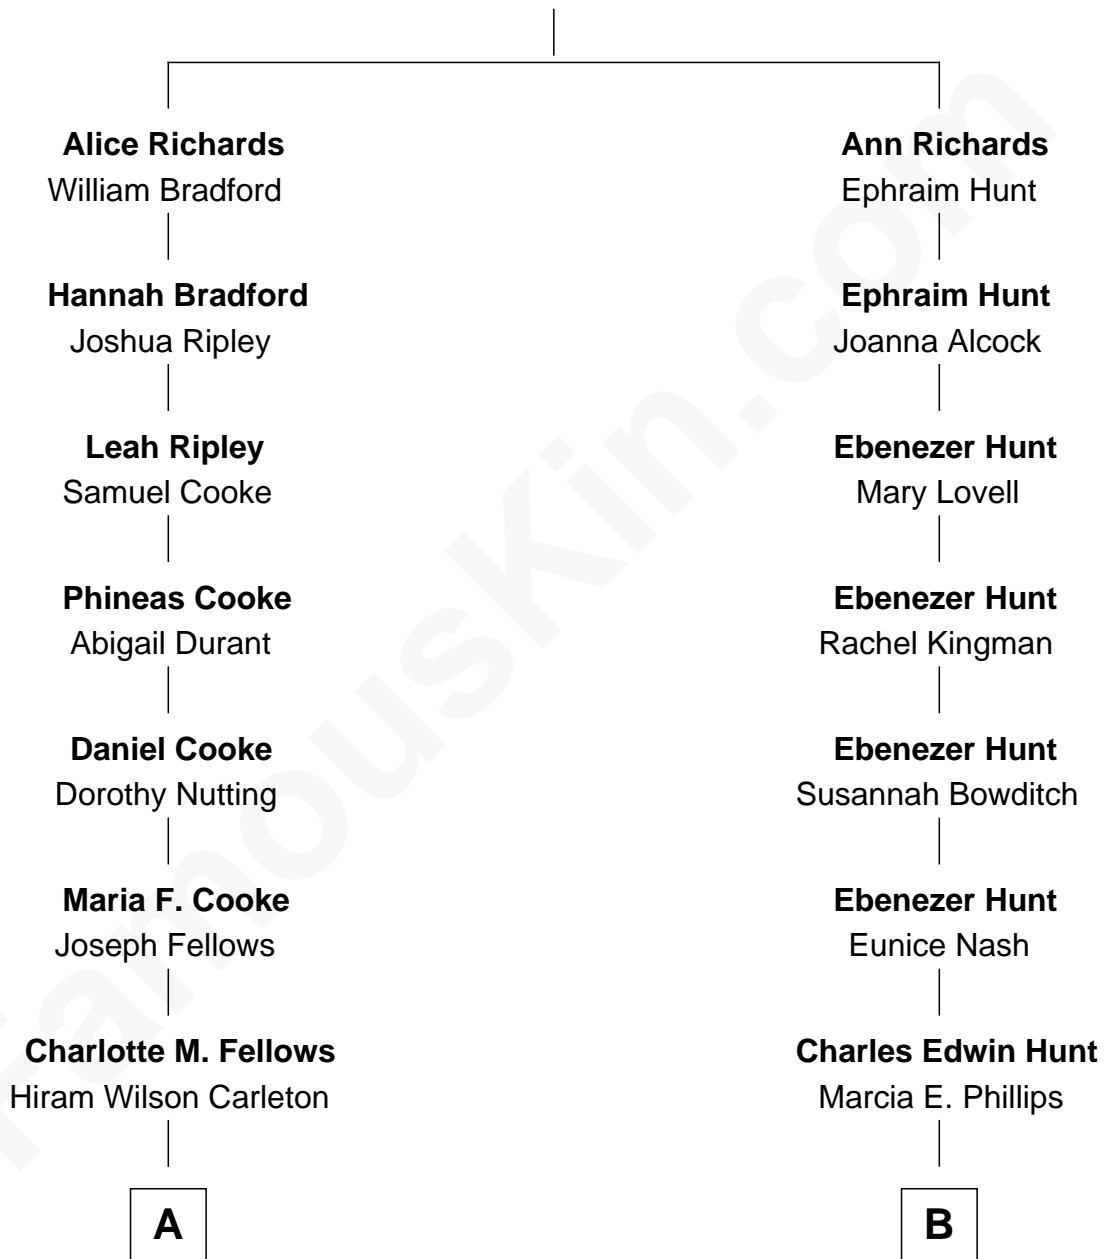 Alice Richards
William Bradford
Hannah Bradford
Joshua Ripley
Leah Ripley
Samuel Cooke
Phineas Cooke
Abigail Durant
Daniel Cooke
Dorothy Nutting
Maria F. Cooke
Joseph Fellows
Charlotte M. Fellows
Hiram Wilson Carleton
A
Ann Richards
Ephraim Hunt
Ephraim Hunt
Joanna Alcock
Ebenezer Hunt
Mary Lovell
Ebenezer Hunt
Rachel Kingman
Ebenezer Hunt
Susannah Bowditch
Ebenezer Hunt
Eunice Nash
Charles Edwin Hunt
Marcia E. Phillips
B
FamousKin.com